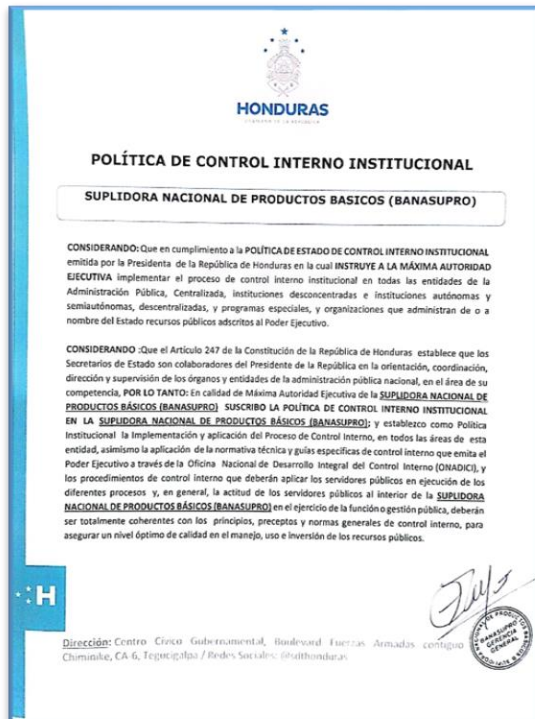 HONDURAS
GOBIERNO DE LA REPÚBLICA
POLÍTICA DE CONTROL INTERNO INSTITUCIONAL
SUPLIDORA NACIONAL DE PRODUCTOS BASICOS (BANASUPRO)
CONSIDERANDO: Que en cumplimiento a la POLÍTICA DE ESTADO DE CONTROL INTERNO INSTITUCIONAL
emitida por la Presidenta de la República de Honduras en la cual INSTRUYE A LA MÁXIMA AUTORIDAD
EJECUTIVA implementar el proceso de control interno institucional en todas las entidades de la
Administración Pública, Centralizada, instituciones desconcentradas e instituciones autónomas y
semiautónomas, descentralizadas, y programas especiales, y organizaciones que administran de o a
nombre del Estado recursos públicos adscritos al Poder Ejecutivo.
CONSIDERANDO :Que el Artículo 247 de la Constitución de la República de Honduras establece que los
Secretarios de Estado son colaboradores del Presidente de la República en la orientación, coordinación,
dirección y supervisión de los órganos y entidades de la administración pública nacional, en el área de su
competencia, POR LO TANTO: En calidad de Máxima Autoridad Ejecutiva de la SUPLIDORA NACIONAL DE
PRODUCTOS BÁSICOS (BANASUPRO) SUSCRIBO LA POLÍTICA DE CONTROL INTERNO INSTITUCIONAL
EN LA SUPLIDORA NACIONAL DE PRODUCTOS BÁSICOS (BANASUPRO); y establezco como Política
Institucional la Implementación y aplicación del Proceso de Control Interno, en todos las áreas de esta
entidad, asimismo la aplicación de la normativa técnica y guías especificas de control interno que emita el
Poder Ejecutivo a través de la Oficina Nacional de Desarrollo Integral del Control Interno (ONADICI), y
los procedimientos de control interno que deberán aplicar los servidores públicos en ejecución de los
diferentes procesos y, en general, la actitud de los servidores públicos al interior de la SUPLIDORA
NACIONAL DE PRODUCTOS BÁSICOS (BANASUPRO) en el ejercicio de la función o gestión pública, deberán
ser totalmente coherentes con los principios, preceptos y normas generales de control interno, para
asegurar un nivel óptimo de calidad en el manejo, uso e inversión de los recursos públicos.
H
BANASUPRO
GERENCIA
GENERAL
Dirección: Centro Cívico Gubernamental, Boulevard Fuerzas Armadas contiguo
Chiminike, CA-6, Tegucigalpa / Redes Sociales: @sdhonduras